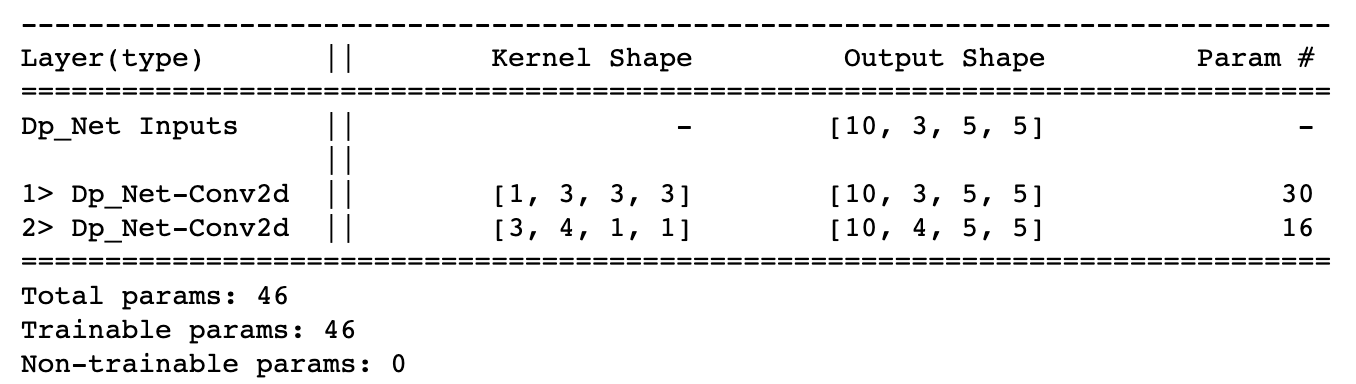 --------------------------------------------------------------------------------
Layer(type)       ||        Kernel Shape         Output Shape         Param #
================================================================================
Dp_Net Inputs     ||                   -        [10, 3, 5, 5]               -
                  ||
1> Dp_Net-Conv2d  ||        [1, 3, 3, 3]        [10, 3, 5, 5]              30
2> Dp_Net-Conv2d  ||        [3, 4, 1, 1]        [10, 4, 5, 5]              16
================================================================================
Total params: 46
Trainable params: 46
Non-trainable params: 0